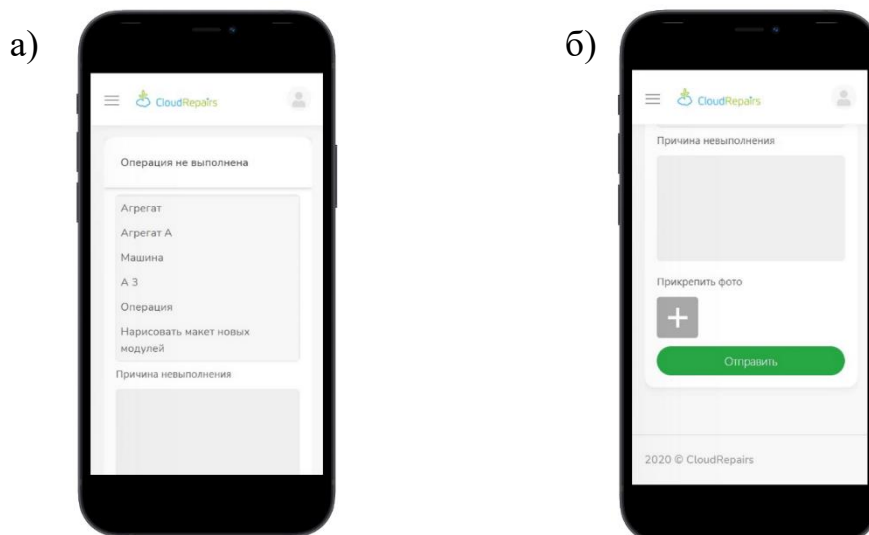 а)
CloudRepairs
Операция не выполнена
Агрегат
Агрегат А
Машина
А 3
Операция
Нарисовать макет новых
модулей
Причина невыполнения
б)
CloudRepairs
Причина невыполнения
Прикрепить фото
Отправить
2020 © CloudRepairs